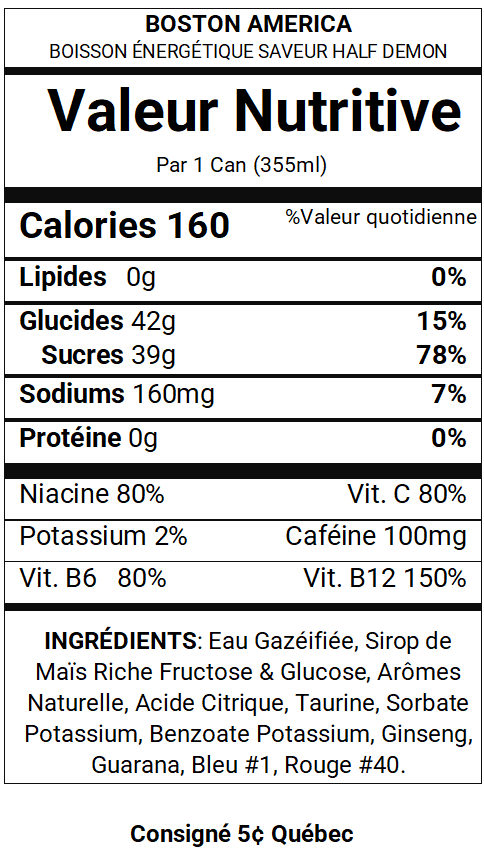 BOSTON AMERICA
BOISSON ÉNERGÉTIQUE SAVEUR HALF DEMON
Valeur Nutritive
Par 1 Can (355ml)
Calories 160 %Valeur quotidienne
Lipides 0g 0%
Glucides 42g 15%
Sucres 39g 78%
Sodiums 160mg 7%
Protéine 0g 0%
Niacine 80% Vit. C 80%
Potassium 2% Caféine 100mg
Vit. B6 80% Vit. B12 150%
INGRÉDIENTS: Eau Gazéifiée, Sirop de
Maïs Riche Fructose & Glucose, Arômes
Naturelle, Acide Citrique, Taurine, Sorbate
Potassium, Benzoate Potassium, Ginseng,
Guarana, Bleu #1, Rouge #40.
Consigné 5¢ Québec